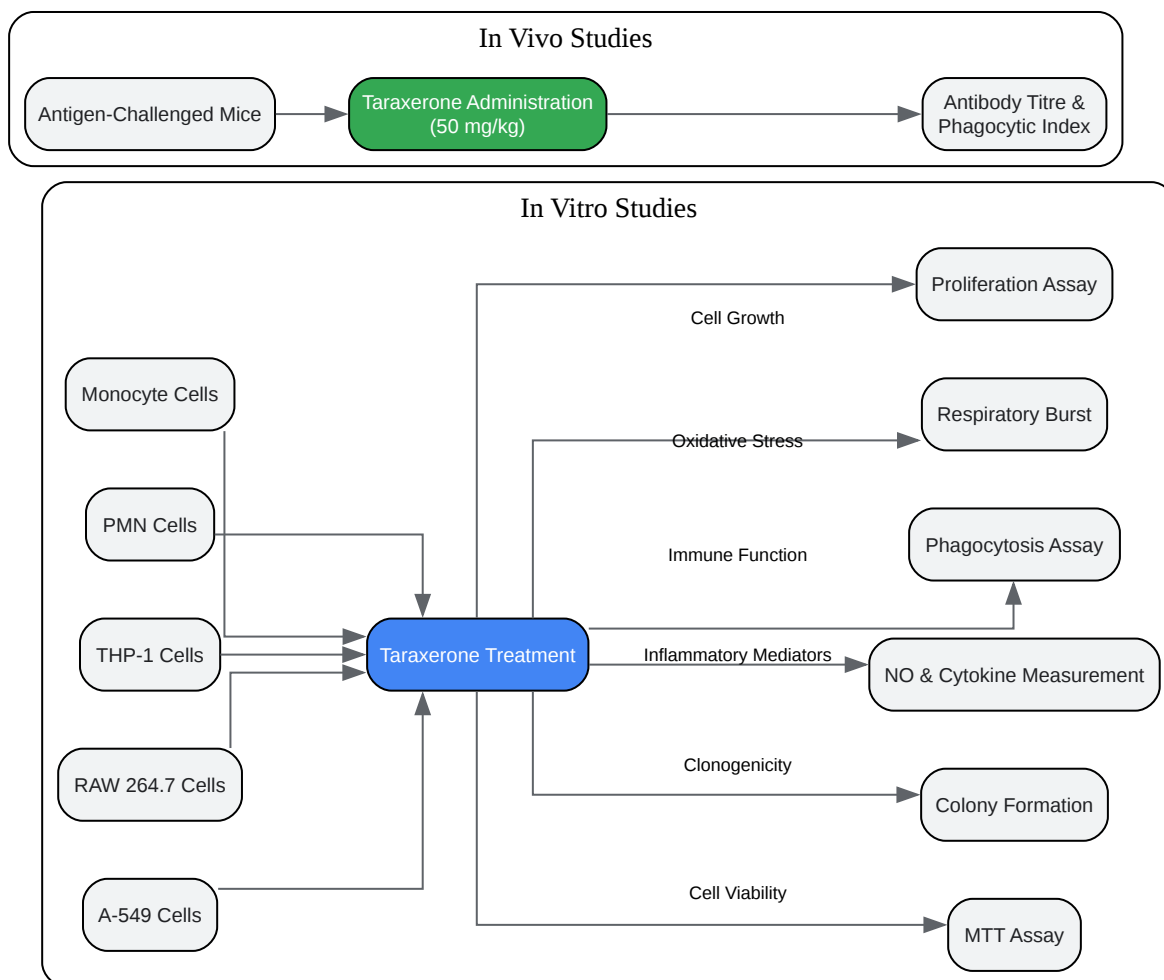 In Vivo Studies
Antigen-Challenged Mice
Taraxerone Administration
(50 mg/kg)
Antibody Titre &
Phagocytic Index
In Vitro Studies
Monocyte Cells
PMN Cells
THP-1 Cells
RAW 264.7 Cells
A-549 Cells
Taraxerone Treatment
Cell Growth
Proliferation Assay
Oxidative Stress
Respiratory Burst
Immune Function
Phagocytosis Assay
Inflammatory Mediators
NO & Cytokine Measurement
Clonogenicity
Colony Formation
Cell Viability
MTT Assay